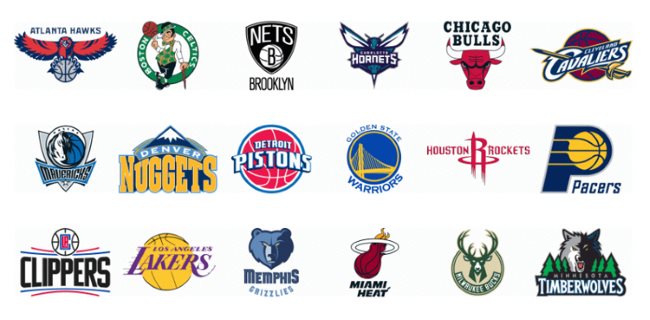 ATLANTA HAWKS
BOSTON CELTICS
NETS
B
BROOKLYN
CHARLOTTE
HORNETS
CHICAGO
BULLS
CLEVELAND
CAVALIERS
DALLAS
MAVERICKS
DENVER
NUGGETS
DETROIT
PISTONS
GOLDEN STATE
WARRIORS
HOUSTON R ROCKETS
P
Pacers
LAC
CLIPPERS
LOS ANGELES
LAKERS
MEMPHIS
GRIZZLIES
MIAMI
HEAT
MILWAUKEE BUCKS
MINNESOTA
TIMBERWOLVES